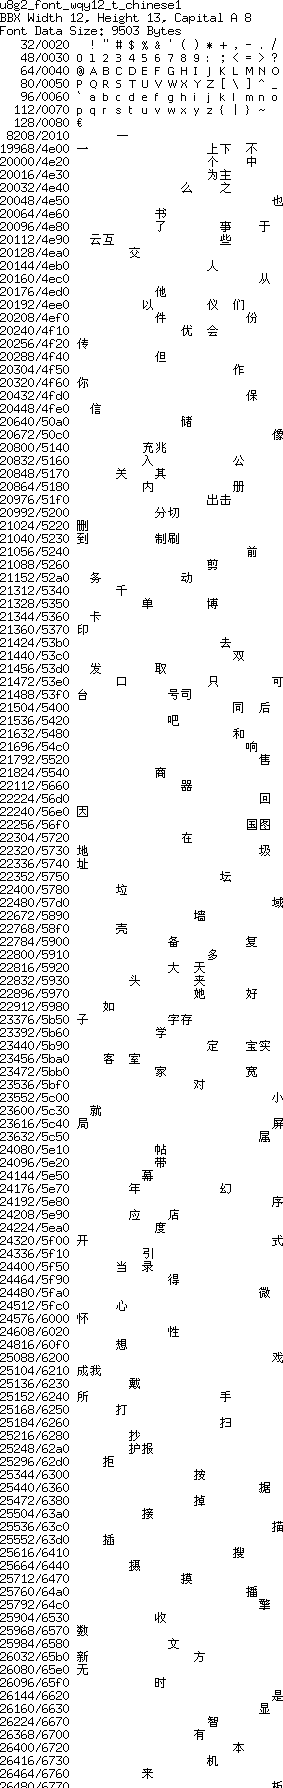 u8g2_font_wqy12_t_chinese1
BBX Width 12, Height 13, Capital A 8
Font Data Size: 9503 Bytes
32/0020 ! " # $ % & ' ( ) * + , - . /
48/0030 0 1 2 3 4 5 6 7 8 9 : ; < = > ?
64/0040 @ A B C D E F G H I J K L M N O
80/0050 P Q R S T U V W X Y Z [ \ ] ^ _
96/0060 ` a b c d e f g h i j k l m n o
112/0070 p q r s t u v w x y z { | } ~
128/0080 €
8208/2010 —
19968/4e00 一 上下 不
20000/4e20 个 中
20016/4e30 为主
20032/4e40 么 之
20048/4e50 也
20064/4e60 书
20096/4e80 了 事 于
20112/4e90 云互 些
20128/4ea0 交
20144/4eb0 人
20160/4ec0 从
20176/4ed0 他
20192/4ee0 以 仪 们
20208/4ef0 件 份
20240/4f10 优会
20256/4f20 传
20288/4f40 但
20304/4f50 作
20320/4f60 你
20432/4fd0 保
20448/4fe0 信
20640/50a0 储
20672/50c0 像
20800/5140 充兆
20832/5160 入 公
20848/5170 关 其
20864/5180 内 册
20976/51f0 出击
20992/5200 分切
21024/5220 删
21040/5230 到 制刷
21056/5240 前
21088/5260 剪
21152/52a0 务 动
21312/5340 千
21328/5350 单 博
21344/5360 卡
21360/5370 印
21424/53b0 去
21440/53c0 双
21456/53d0 发 取
21472/53e0 口 只 可
21488/53f0 台 号司
21504/5400 同 后
21536/5420 吧
21632/5480 和
21696/54c0 响
21792/5520 售
21824/5540 商
22112/5660 器
22224/56d0 回
22240/56e0 因
22256/56f0 国图
22304/5720 在
22320/5730 地 圾
22336/5740 址
22352/5750 坛
22400/5780 垃
22480/57d0 域
22672/5890 墙
22768/58f0 壳
22784/5900 备 复
22800/5910 多
22816/5920 大 天
22832/5930 头 夹
22896/5970 她 好
22912/5980 如
23376/5b50 子 字存
23392/5b60 学
23440/5b90 定 宝实
23456/5ba0 客 室
23472/5bb0 家 宽
23536/5bf0 对
23552/5c00 小
23600/5c30 就
23616/5c40 局 屏
23632/5c50 属
24080/5e10 帖
24096/5e20 带
24144/5e50 幕
24176/5e70 年 幻
24192/5e80 序
24208/5e90 应 店
24224/5ea0 度
24320/5f00 开 式
24336/5f10 引
24400/5f50 当 录
24464/5f90 得
24480/5fa0 微
24512/5fc0 心
24576/6000 怀
24608/6020 性
24816/60f0 想
25088/6200 戏
25104/6210 成我
25136/6230 戴
25152/6240 所 手
25168/6250 打
25184/6260 扫
25216/6280 抄
25248/62a0 护报
25296/62d0 拒
25344/6300 按
25440/6360 据
25472/6380 掉
25504/63a0 接
25536/63c0 描
25552/63d0 插
25616/6410 搜
25664/6440 摄
25712/6470 摸
25760/64a0 播
25792/64c0 擎
25904/6530 收
25968/6570 数
25984/6580 文
26032/65b0 新 方
26080/65e0 无
26096/65f0 时
26144/6620 是
26160/6630 显
26224/6670 智
26368/6700 有
26400/6720 本
26416/6730 机
26464/6760 来
26480/6770 板